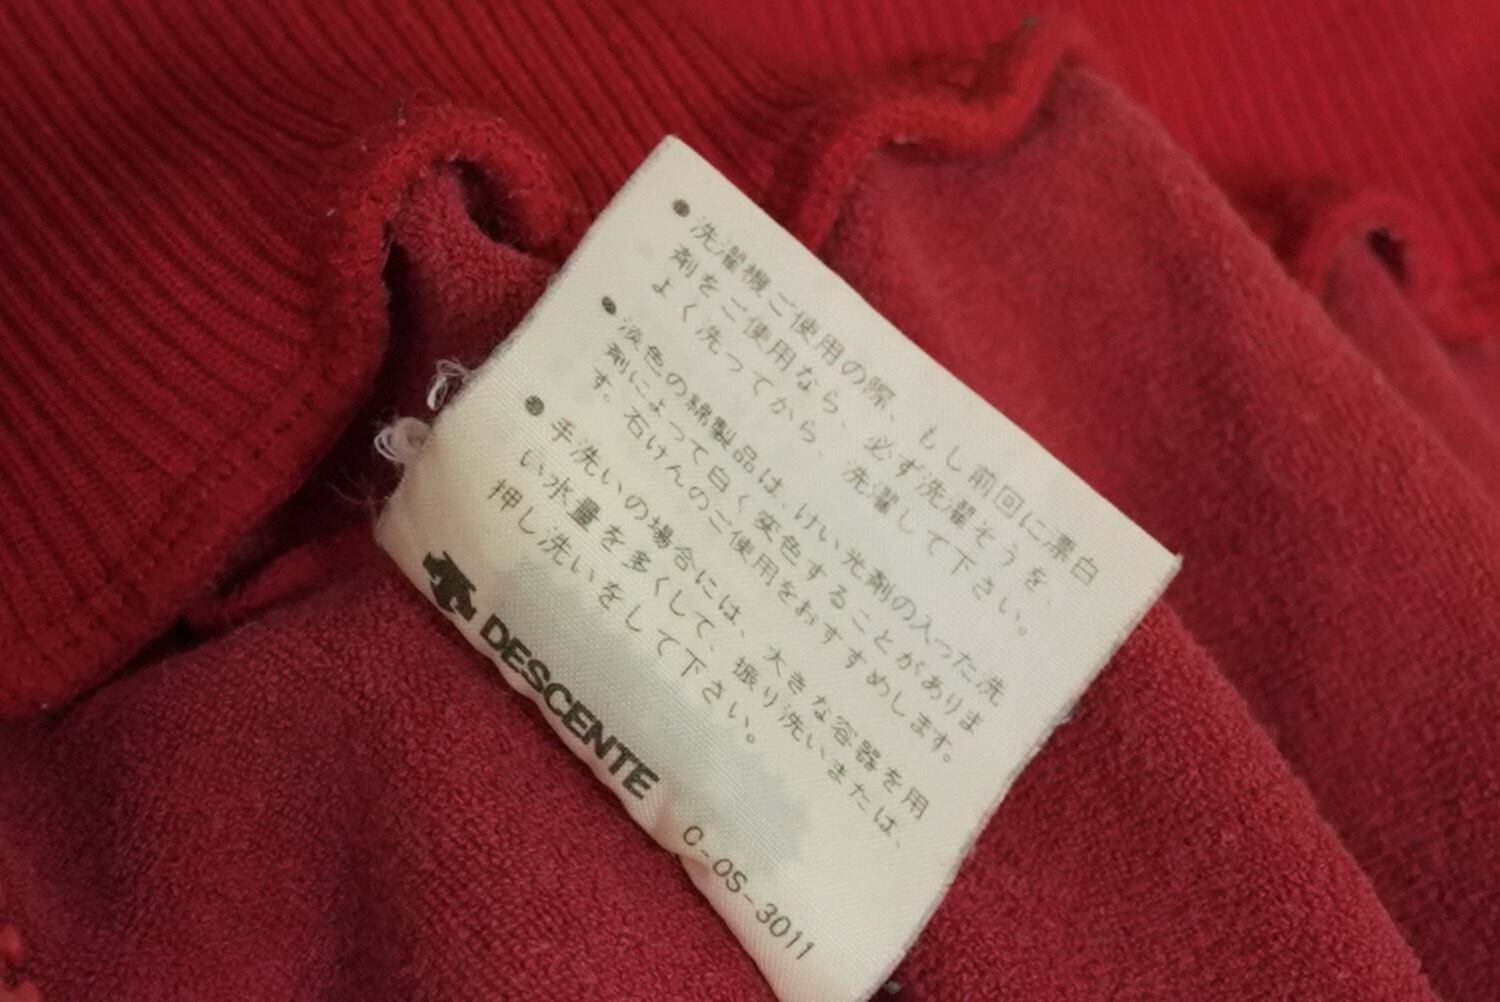 ●洗濯機ご使用の際、もし前回に漂白
剤をご使用なら、必ず洗濯そうを、
よく洗ってから、洗濯して下さい。
●淡色の綿製品は、けい光剤の入った洗
剤によって白く変色することがありま
す。石けんのご使用をおすすめします。
●手洗いの場合には、大きな容器を用
い水量を多くして、振り洗いまたは、
押し洗いをして下さい。
DESCENTE C-OS-3011